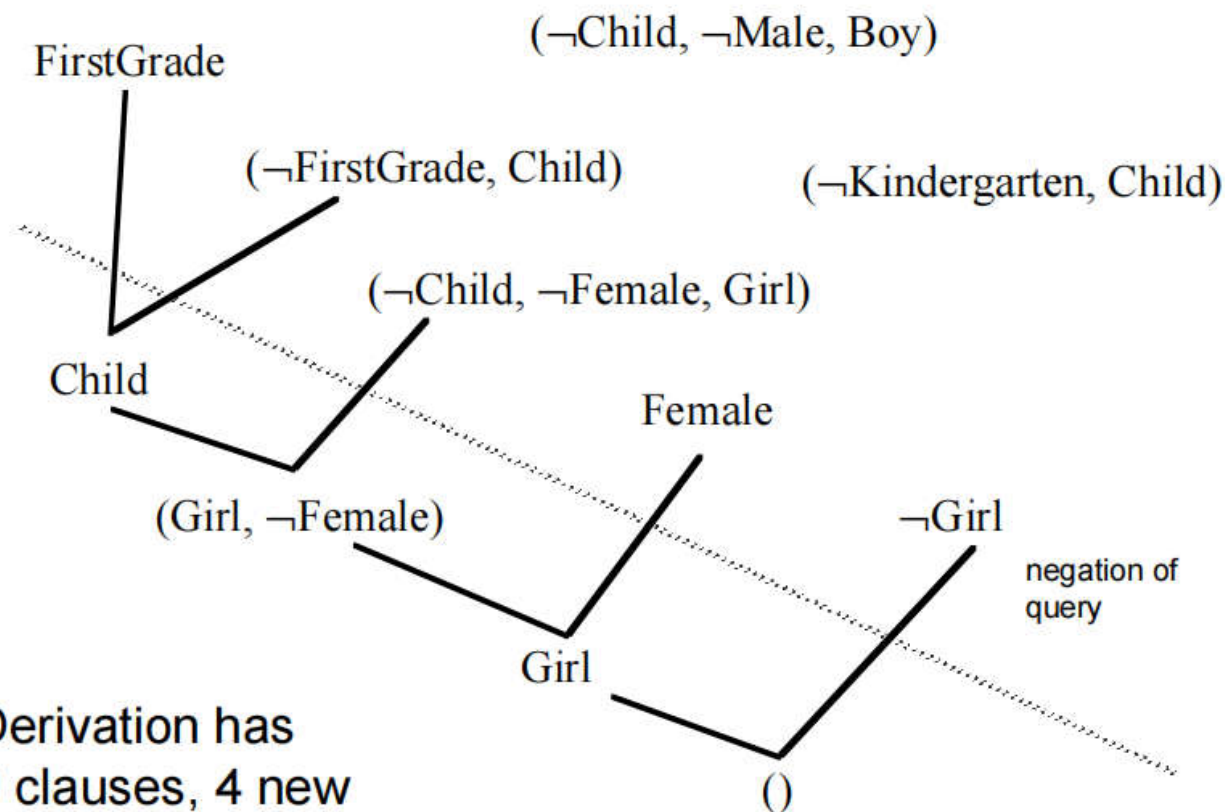 (¬Child, ¬Male, Boy)
FirstGrade
(¬FirstGrade, Child)
(¬Kindergarten, Child)
(¬Child, ¬Female, Girl)
Child
Female
(Girl, ¬Female)
¬Girl
negation of
query
Girl
erivation has
clauses, 4 new
()